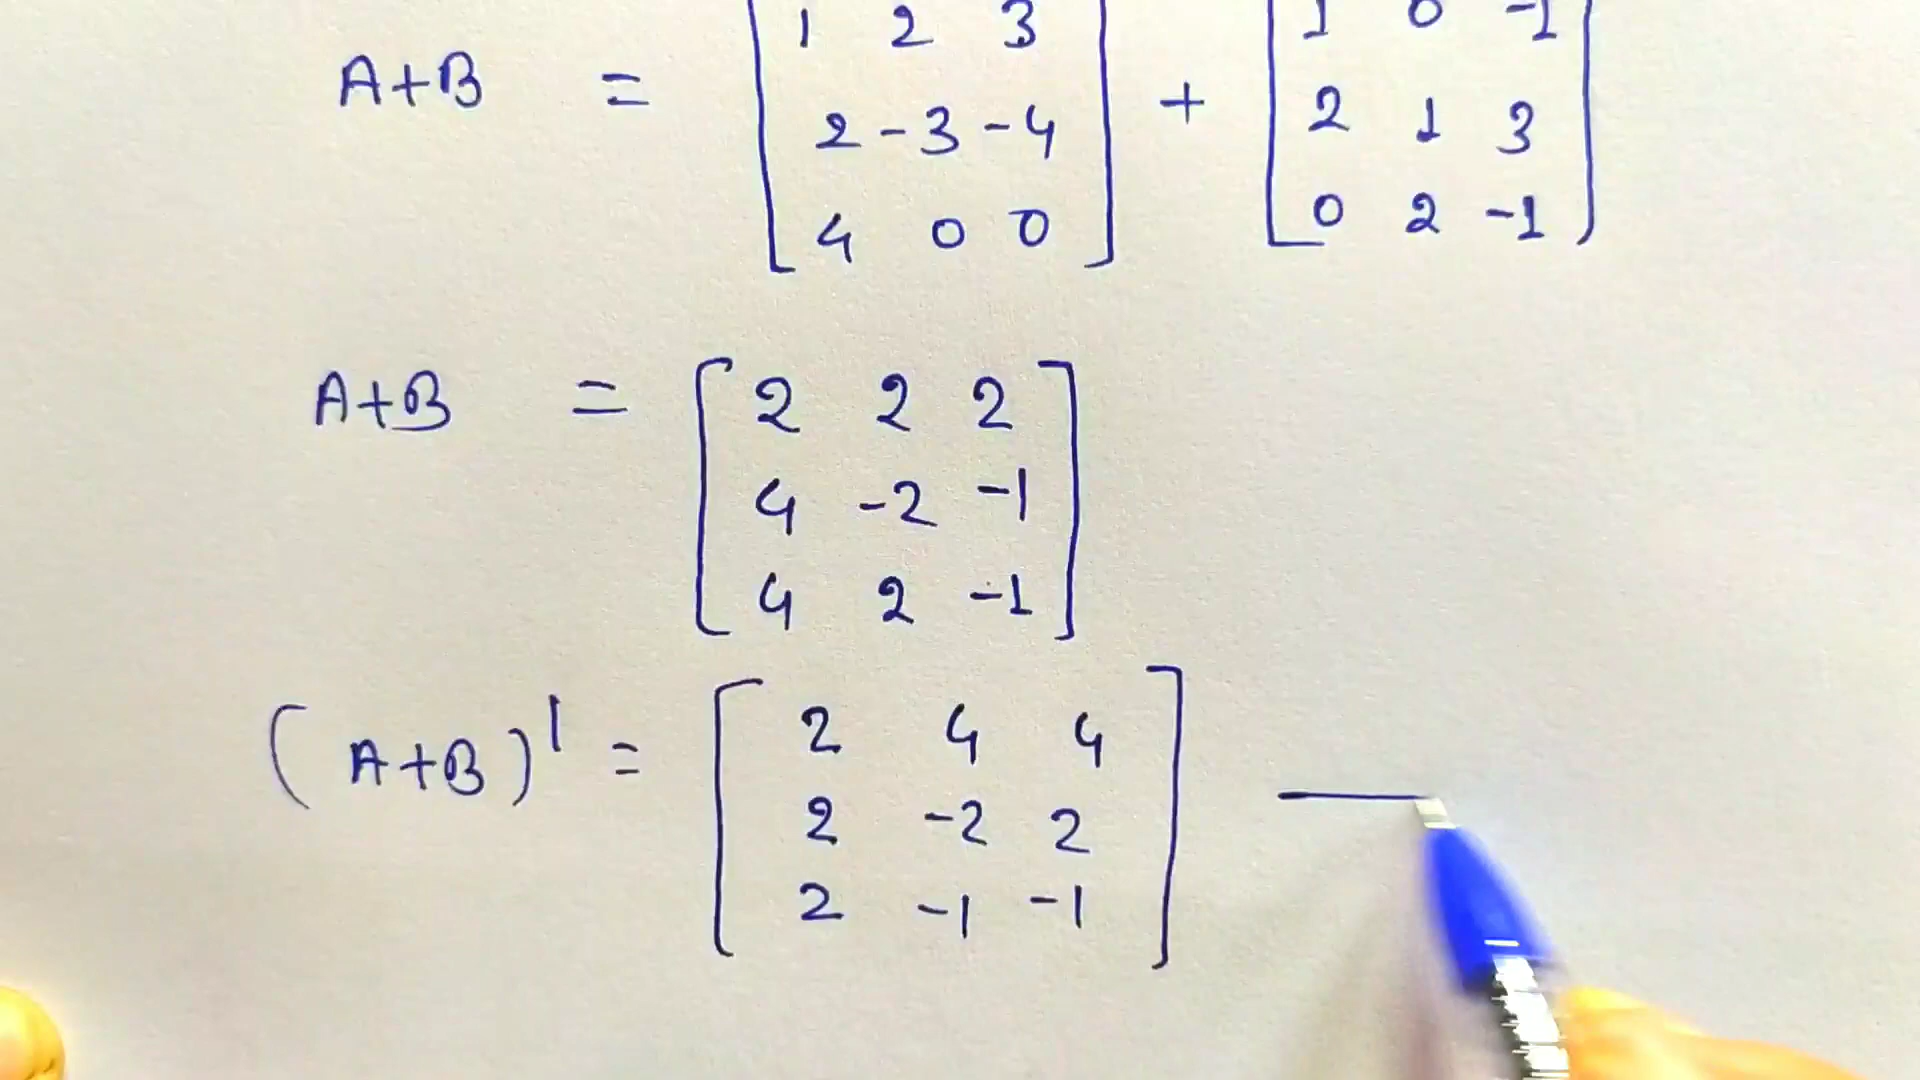 1 2 3 1 0 -1
A+B = 2 -3 -4 + 2 1 3
4 0 0 0 2 -1
2 2 2
A+B = 4 -2 -1
4 2 -1
2 4 4
(A+B)' = 2 -2 2
2 -1 -1